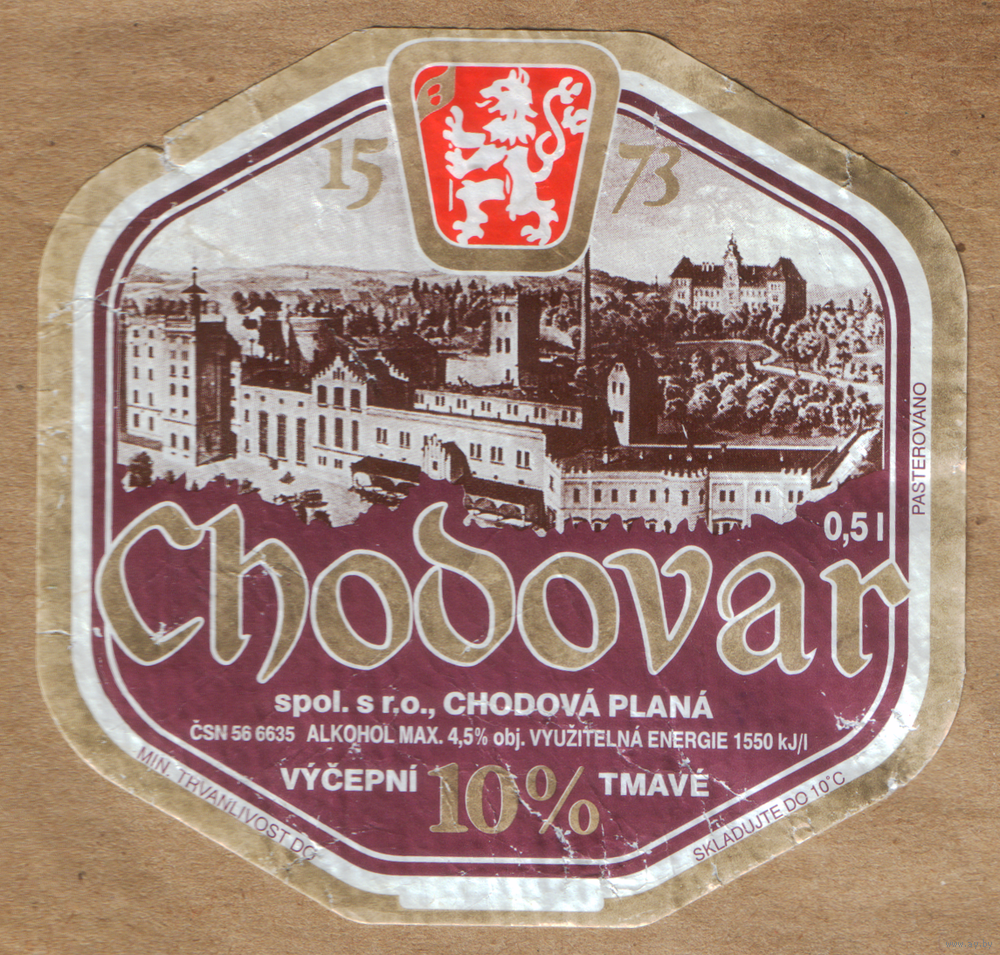 B
15 73
PASTEROVÁNO
0,5 l
Chodovar
spol. s r.o., CHODOVÁ PLANÁ
ČSN 56 6635 ALKOHOL MAX. 4,5% obj. VYUŽITELNÁ ENERGIE 1550 kJ/l
VÝČEPNÍ 10% TMAVÉ
MIN. THVANLIVOST DO
SKLADUJTE DO 10°C